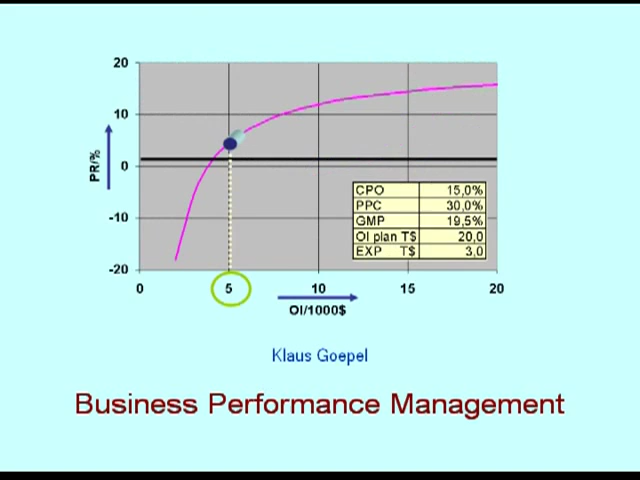 20
10
0
-10
-20
PR/%
CPO 15,0%
PPC 30,0%
GMP 19,5%
OI plan T$ 20,0
EXP T$ 3,0
0 5 10 15 20
OI/1000$
Klaus Goepel
Business Performance Management